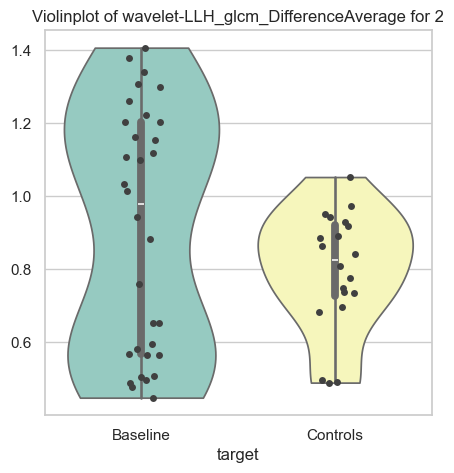 Violinplot of wavelet-LLH_glcm_DifferenceAverage for 2
1.4
1.2
1.0
0.8
0.6
Baseline Controls
target